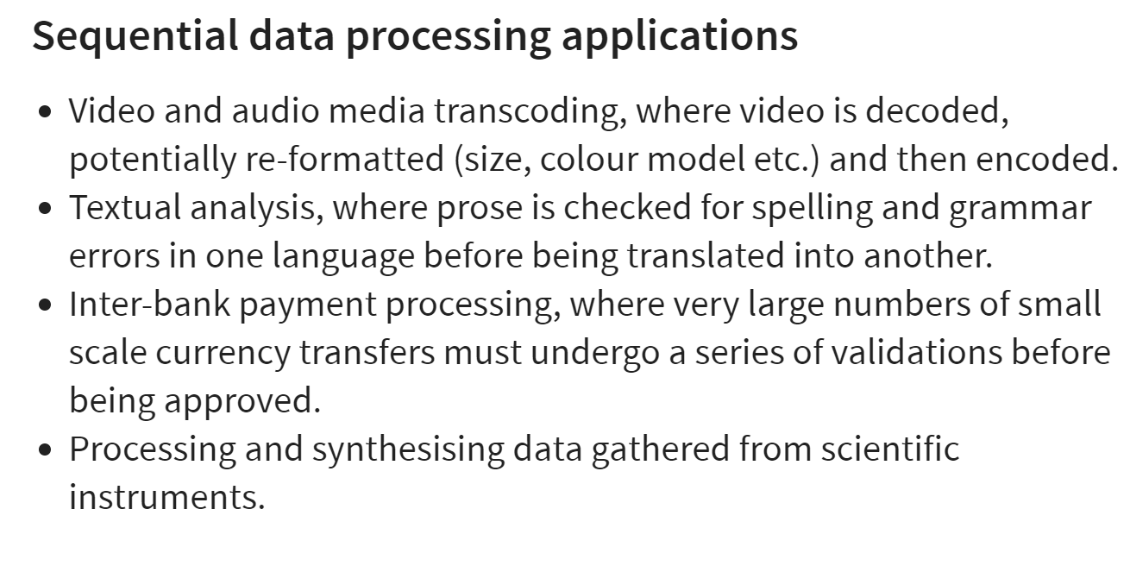 Sequential data processing applications
• Video and audio media transcoding, where video is decoded,
potentially re-formatted (size, colour model etc.) and then encoded.
• Textual analysis, where prose is checked for spelling and grammar
errors in one language before being translated into another.
• Inter-bank payment processing, where very large numbers of small
scale currency transfers must undergo a series of validations before
being approved.
• Processing and synthesising data gathered from scientific
instruments.